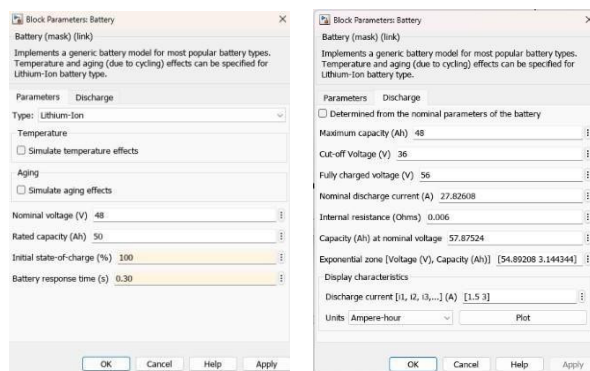 Block Parameters: Battery
Battery (mask) (link)
Implements a generic battery model for most popular battery types.
Temperature and aging (due to cycling) effects can be specified for
Lithium-Ion battery type.
Parameters Discharge
Type: Lithium-Ion
Temperature
Simulate temperature effects
Aging
Simulate aging effects
Nominal voltage (V) 48
Rated capacity (Ah) 50
Initial state-of-charge (%) 100
Battery response time (s) 0.30
OK Cancel Help Apply
Block Parameters: Battery
Battery (mask) (link)
Implements a generic battery model for most popular battery types.
Temperature and aging (due to cycling) effects can be specified for
Lithium-Ion battery type.
Parameters Discharge
Determined from the nominal parameters of the battery
Maximum capacity (Ah) 48
Cut-off Voltage (V) 36
Fully charged voltage (V) 56
Nominal discharge current (A) 27.82608
Internal resistance (Ohms) 0.006
Capacity (Ah) at nominal voltage 57.87524
Exponential zone [Voltage (V), Capacity (Ah)] [54.89208 3.144344]
Display characteristics
Discharge current [i1, i2, i3,...] (A) [1.5 3]
Units Ampere-hour Plot
OK Cancel Help Apply